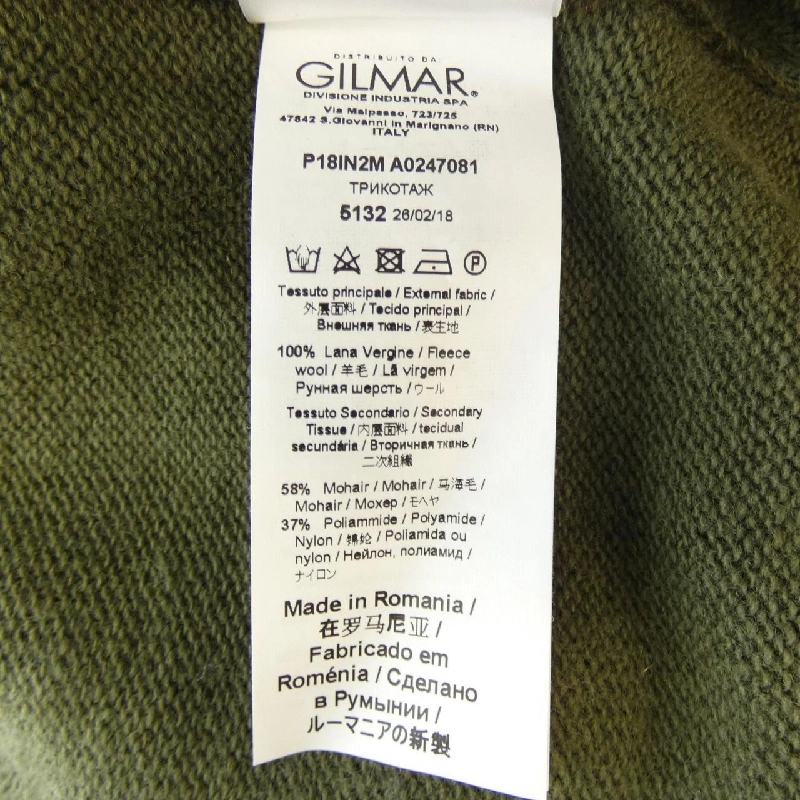 DISTRIBUITO DA
GILMAR®
DIVISIONE INDUSTRIA SPA
Via Malpasso, 723/725
47842 S.Giovanni in Marignano (RN)
ITALY
P18IN2M A0247081
ТРИКОТАЖ
5132 26/02/18
P
Tessuto principale / External fabric /
外层面料 / Tecido principal /
Внешняя ткань / 表生地
100% Lana Vergine / Fleece
wool / 羊毛 / Lã virgem /
Рунная шерсть / ウール
Tessuto Secondario / Secondary
Tissue / 内层面料 / tecidual
secundária / Вторичная ткань /
二次組織
58% Mohair / Mohair / 马海毛 /
Mohair / Мохер / モヘヤ
37% Poliammide / Polyamide /
Nylon / 锦纶 / Poliamida ou
nylon / Нейлон, полиамид /
ナイロン
Made in Romania /
在罗马尼亚 /
Fabricado em
Roménia / Сделано
в Румынии /
ルーマニアの新製